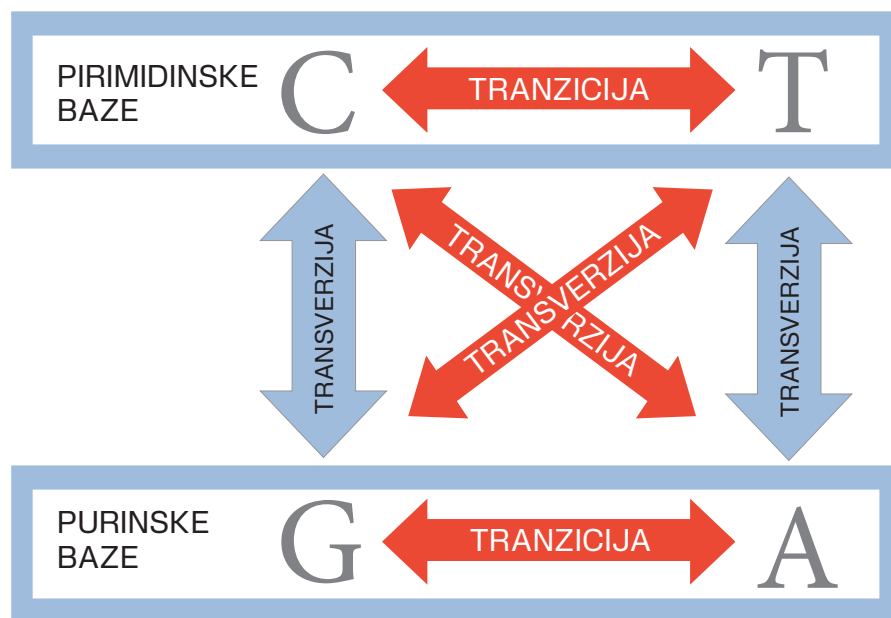 PIRIMIDINSKE
BAZE
C
TRANZICIJA
T
TRANSVERZIJA
TRANSVERZIJA
TRANSVERZIJA
TRANSVERZIJA
PURINSKE
BAZE
G
TRANZICIJA
A